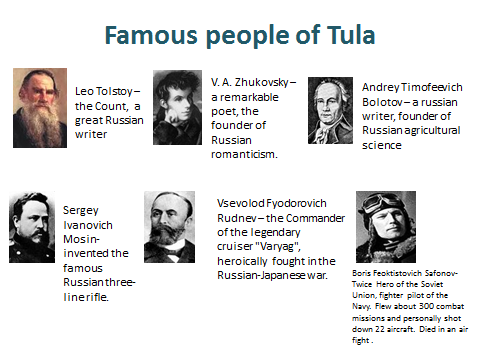 Famous people of Tula
Leo Tolstoy –
the Count, a
great Russian
writer
V. A. Zhukovsky –
a remarkable
poet, the
founder of
Russian
romanticism.
Andrey Timofeevich
Bolotov – a russian
writer, founder of
Russian agricultural
science
Sergey
Ivanovich
Mosin-
invented the
famous
Russian three-
line rifle.
Vsevolod Fyodorovich
Rudnev – the Commander
of the legendary
cruiser "Varyag",
heroically fought in the
Russian-Japanese war.
Boris Feoktistovich Safonov-
Twice Hero of the Soviet
Union, fighter pilot of the
Navy. Flew about 300 combat
missions and personally shot
down 22 aircraft. Died in an air
fight .